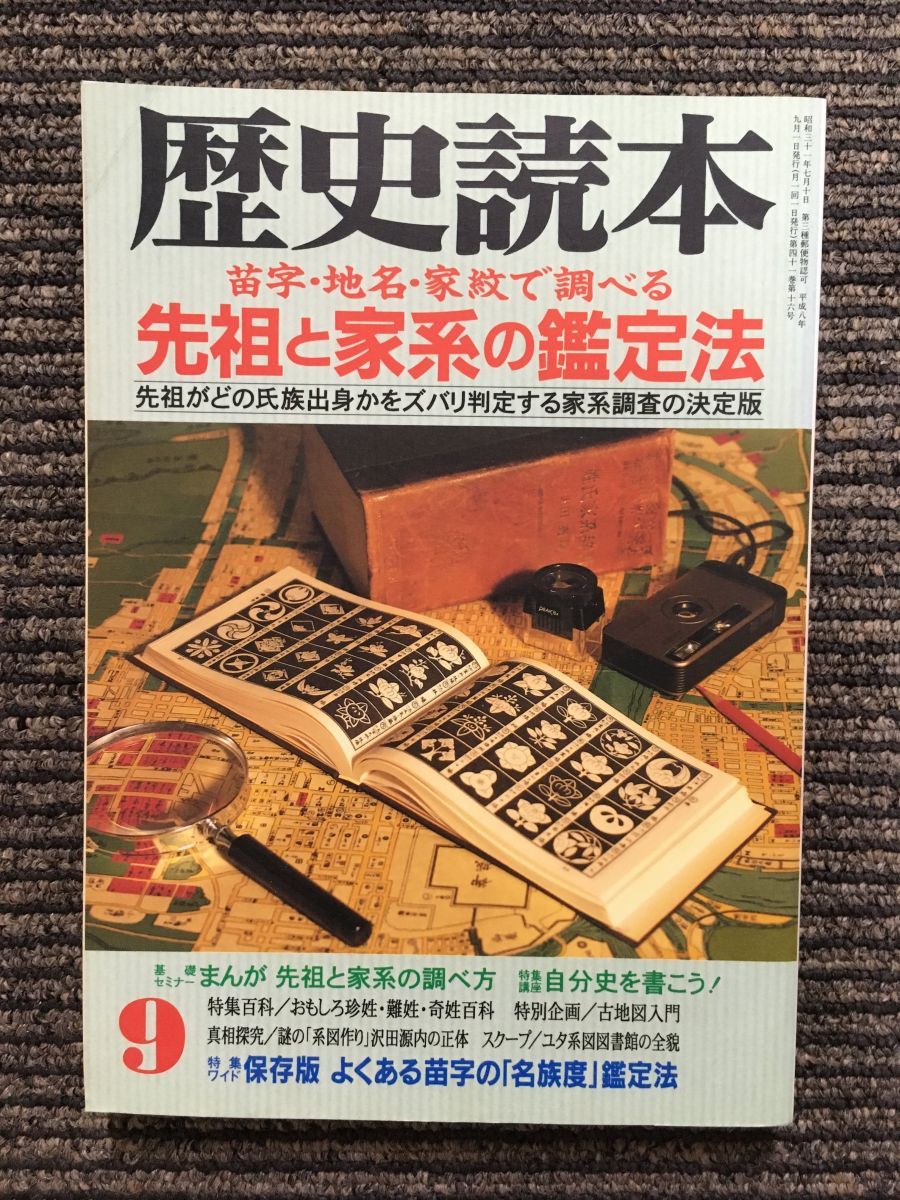 歴史読本
昭和三十一年七月十日 第三種郵便物認可 平成八年
九月一日発行(月一回一日発行)第四十一巻第十六号
苗字・地名・家紋で調べる
先祖と家系の鑑定法
先祖がどの氏族出身かをズバリ判定する家系調査の決定版
PEAK
基礎セミナー まんが 先祖と家系の調べ方 特集講座 自分史を書こう!
9
特集百科/おもしろ珍姓・難姓・奇姓百科 特別企画/古地図入門
真相探究/謎の「系図作り」沢田源内の正体 スクープ/ユタ系図図書館の全貌
特集ワイド 保存版 よくある苗字の「名族度」鑑定法